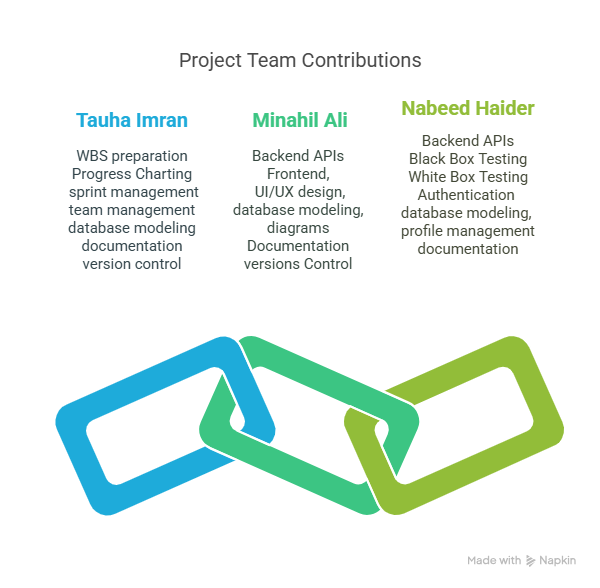 Project Team Contributions
Tauha Imran
WBS preparation
Progress Charting
sprint management
team management
database modeling
documentation
version control
Minahil Ali
Backend APIs
Frontend,
UI/UX design,
database modeling,
diagrams
Documentation
versions Control
Nabeed Haider
Backend APIs
Black Box Testing
White Box Testing
Authentication
database modeling,
profile management
documentation
Made with Napkin